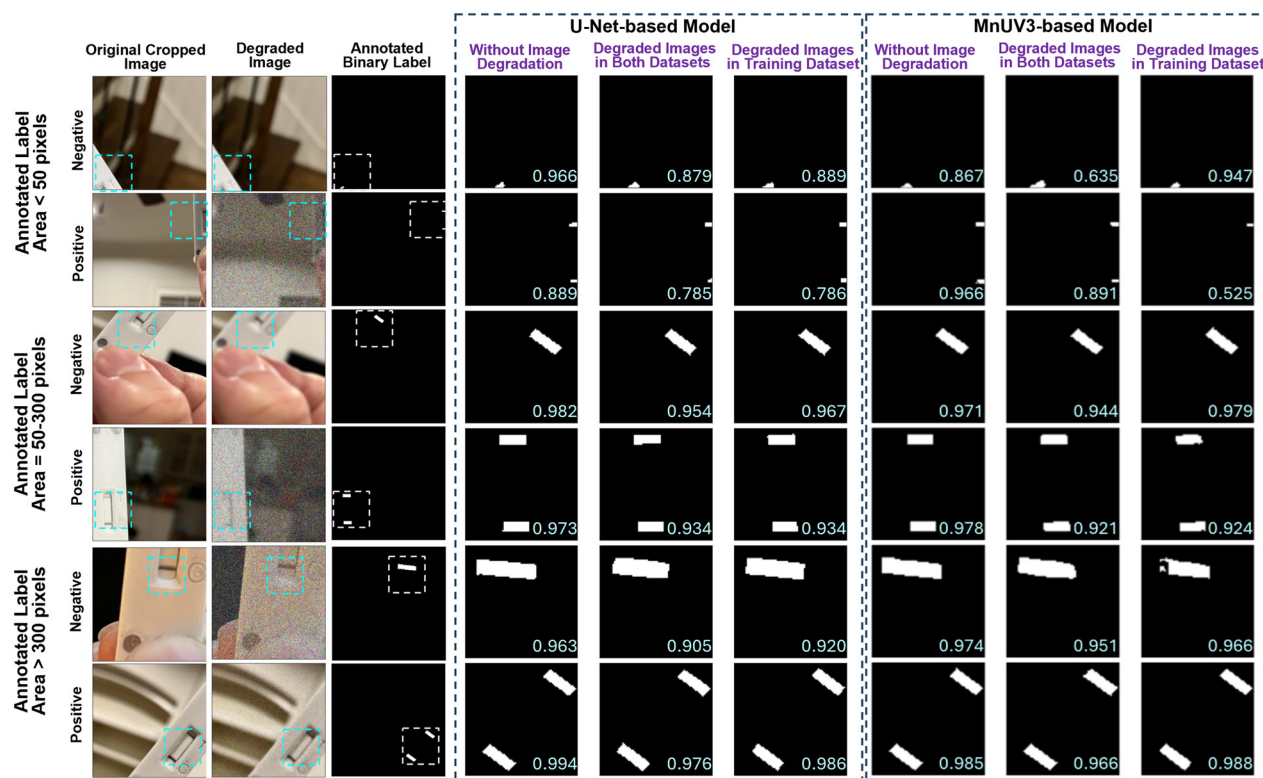 U-Net-based Model
MnUV3-based Model
Original Cropped
Image
Degraded
Image
Annotated
Binary Label
Without Image
Degradation
Degraded Images
in Both Datasets
Degraded Images
in Training Dataset
Without Image
Degradation
Degraded Images
in Both Datasets
Degraded Images
in Training Dataset
Annotated Label
Area < 50 pixels
Negative
0.966
0.879
0.889
0.867
0.635
0.947
Positive
0.889
0.785
0.786
0.966
0.891
0.525
Annotated Label
Area = 50-300 pixels
Negative
0.982
0.954
0.967
0.971
0.944
0.979
Positive
0.973
0.934
0.934
0.978
0.921
0.924
Annotated Label
Area > 300 pixels
Negative
0.963
0.905
0.920
0.974
0.951
0.966
Positive
0.994
0.976
0.986
0.985
0.966
0.988